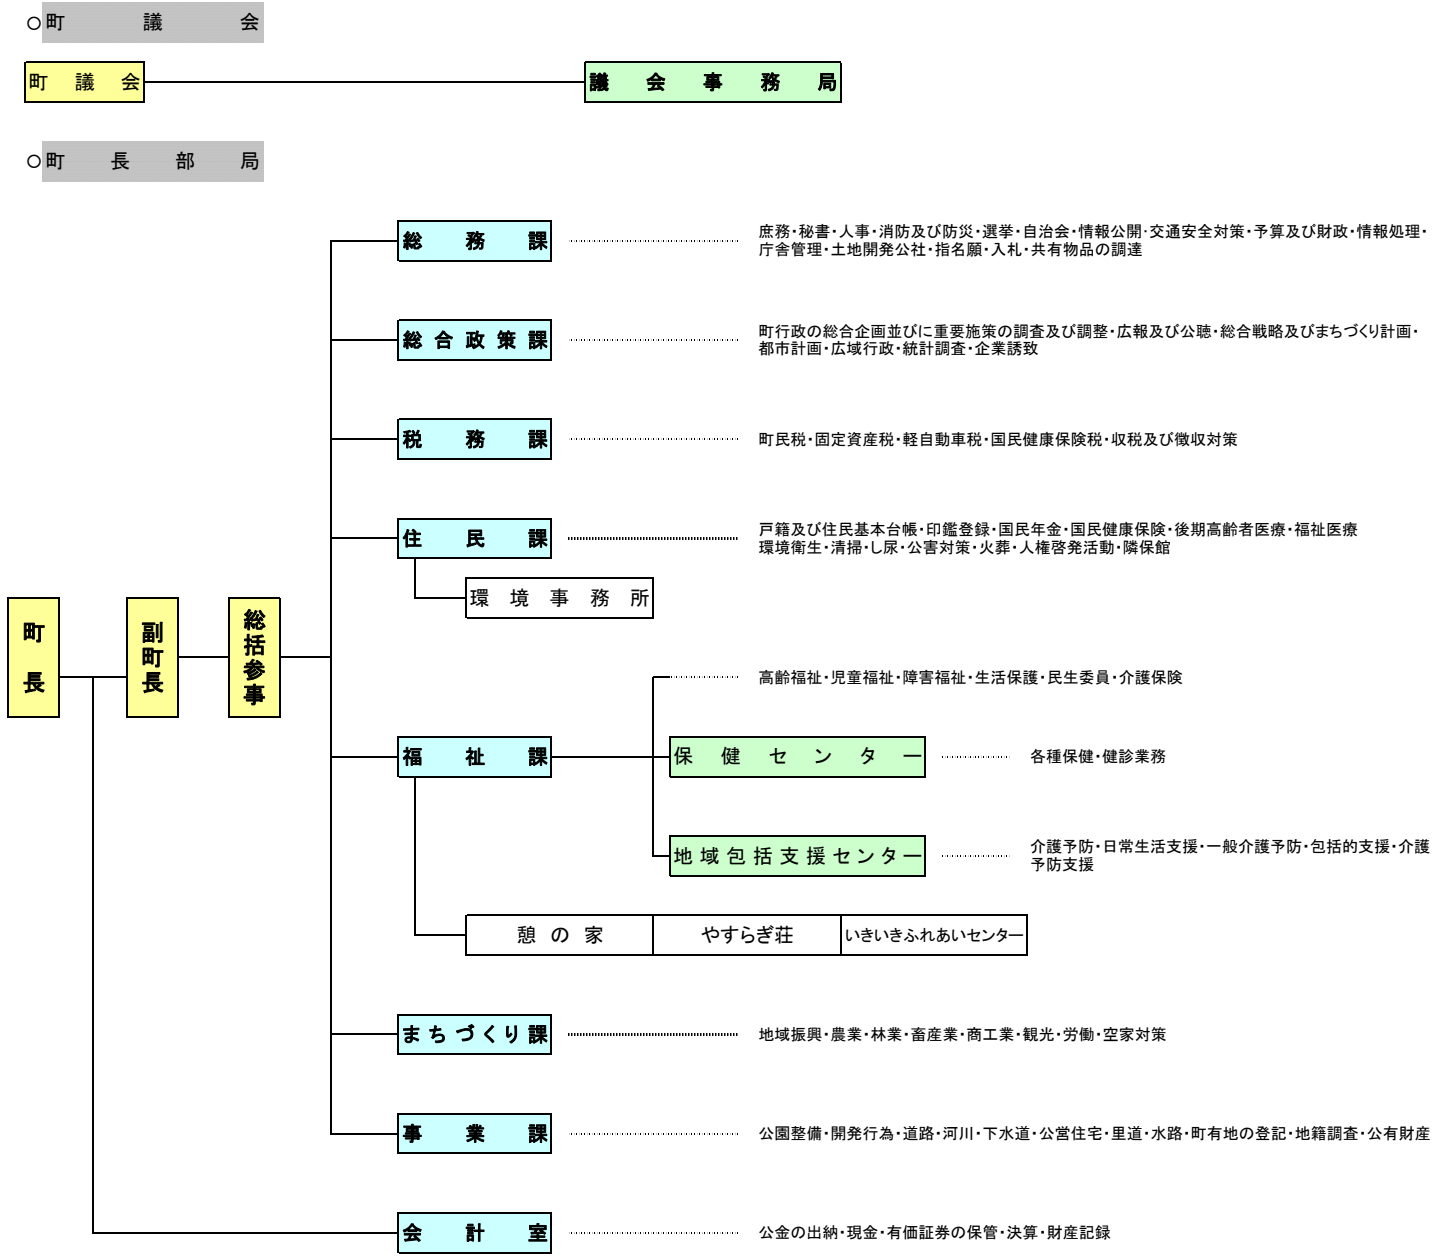 ○町議会
町議会
議会事務局
○町長部局
総務課
庶務・秘書・人事・消防及び防災・選挙・自治会・情報公開・交通安全対策・予算及び財政・情報処理・
庁舎管理・土地開発公社・指名願・入札・共有物品の調達
総合政策課
町行政の総合企画並びに重要施策の調査及び調整・広報及び公聴・総合戦略及びまちづくり計画・
都市計画・広域行政・統計調査・企業誘致
税務課
町民税・固定資産税・軽自動車税・国民健康保険税・収税及び徴収対策
住民課
戸籍及び住民基本台帳・印鑑登録・国民年金・国民健康保険・後期高齢者医療・福祉医療
環境衛生・清掃・し尿・公害対策・火葬・人権啓発活動・隣保館
環境事務所
町長
副町長
総括参事
高齢福祉・児童福祉・障害福祉・生活保護・民生委員・介護保険
福祉課
保健センター
各種保健・健診業務
地域包括支援センター
介護予防・日常生活支援・一般介護予防・包括的支援・介護
予防支援
憩の家
やすらぎ荘
いきいきふれあいセンター
まちづくり課
地域振興・農業・林業・畜産業・商工業・観光・労働・空家対策
事業課
公園整備・開発行為・道路・河川・下水道・公営住宅・里道・水路・町有地の登記・地籍調査・公有財産
会計室
公金の出納・現金・有価証券の保管・決算・財産記録